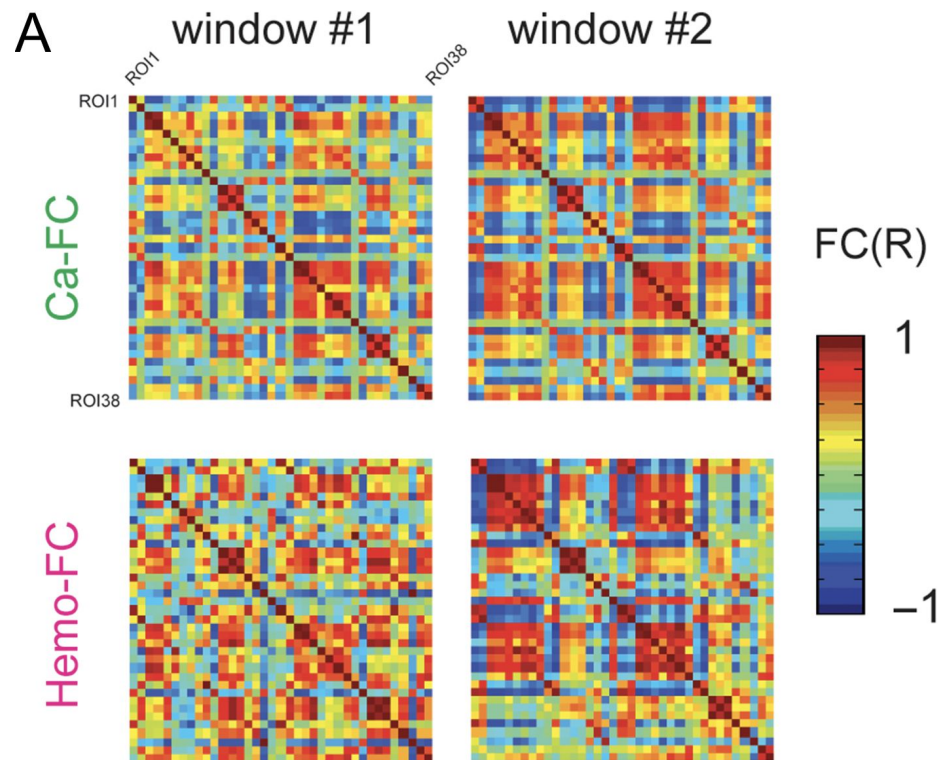 A
window #1
window #2
ROI1
ROI38
ROI1
Ca-FC
ROI38
FC(R)
1
−1
Hemo-FC